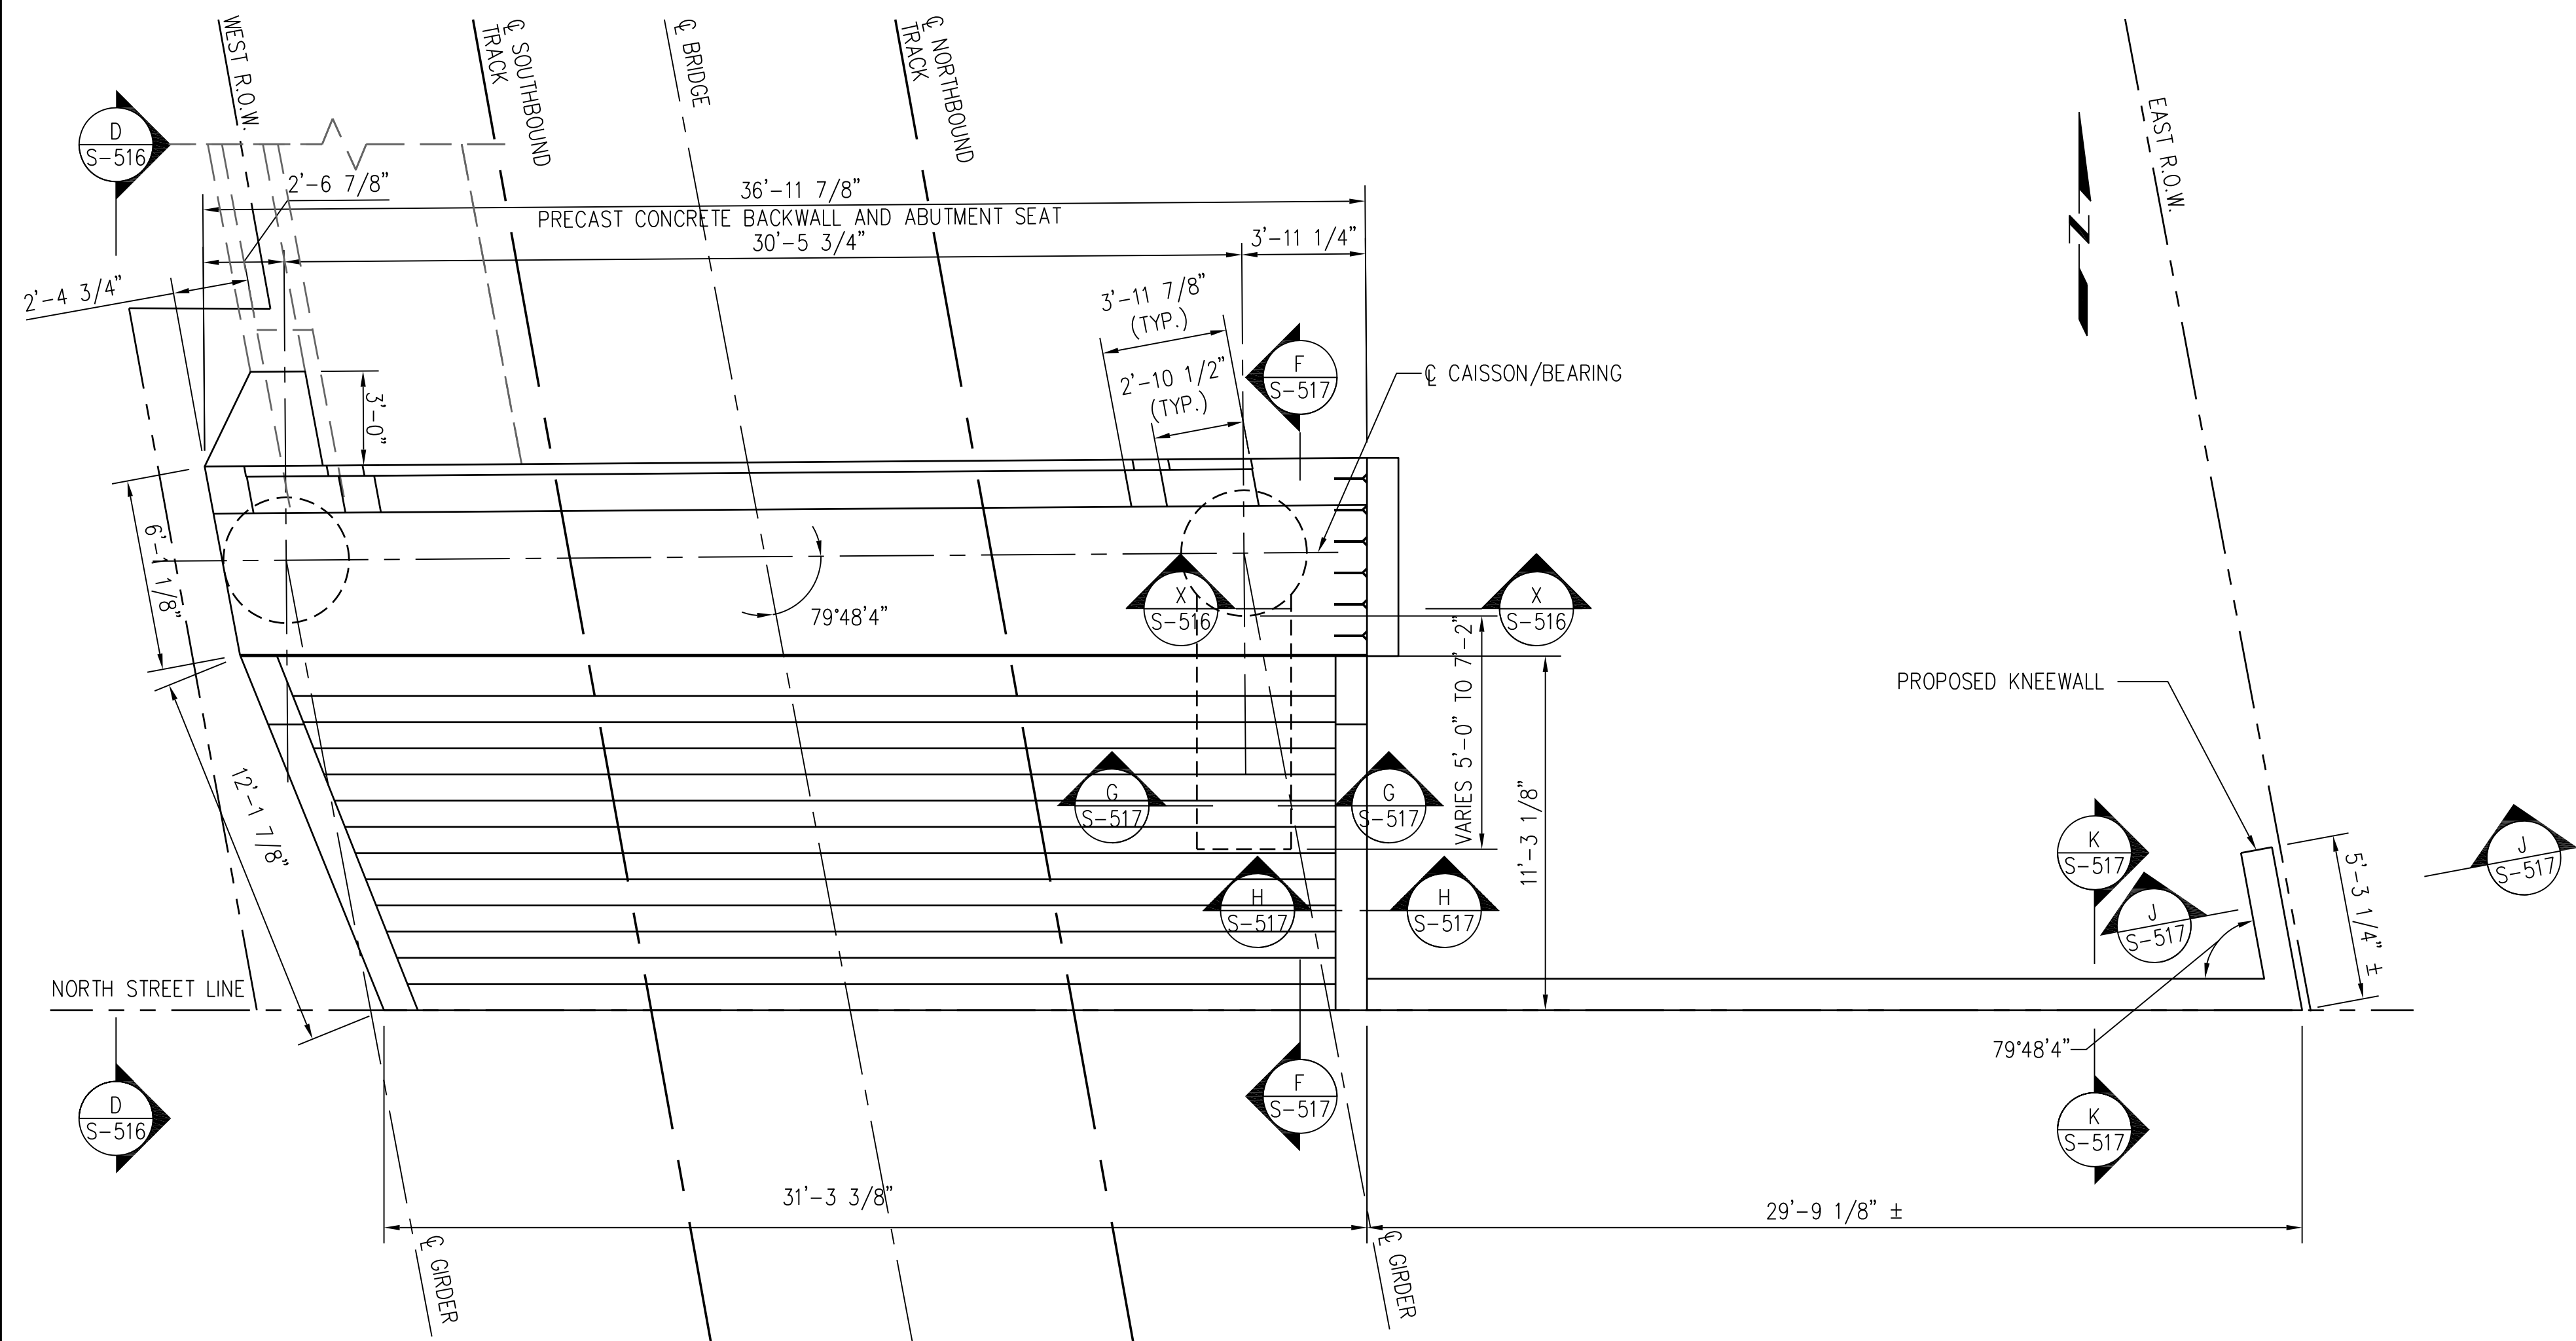 WEST R.O.W.
℄ SOUTHBOUND
TRACK
℄ BRIDGE
℄ NORTHBOUND
TRACK
EAST R.O.W.
D
S-516
2'-6 7/8"
36'-11 7/8"
PRECAST CONCRETE BACKWALL AND ABUTMENT SEAT
30'-5 3/4"
3'-11 1/4"
N
2'-4 3/4"
3'-11 7/8"
(TYP.)
2'-10 1/2"
(TYP.)
F
S-517
℄ CAISSON/BEARING
3'-0"
6'-1 1/8"
79°48'4"
X
S-516
X
S-516
VARIES 5'-0" TO 7'-2"
PROPOSED KNEEWALL
12'-1 7/8"
G
S-517
G
S-517
11'-3 1/8"
K
S-517
J
S-517
5'-3 1/4" ±
H
S-517
H
S-517
J
S-517
NORTH STREET LINE
79°48'4"
D
S-516
F
S-517
K
S-517
31'-3 3/8"
29'-9 1/8" ±
℄ GIRDER
℄ GIRDER